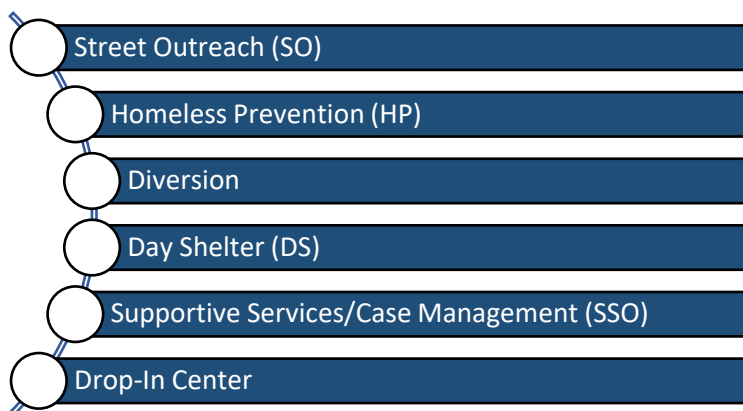 Street Outreach (SO)
Homeless Prevention (HP)
Diversion
Day Shelter (DS)
Supportive Services/Case Management (SSO)
Drop-In Center